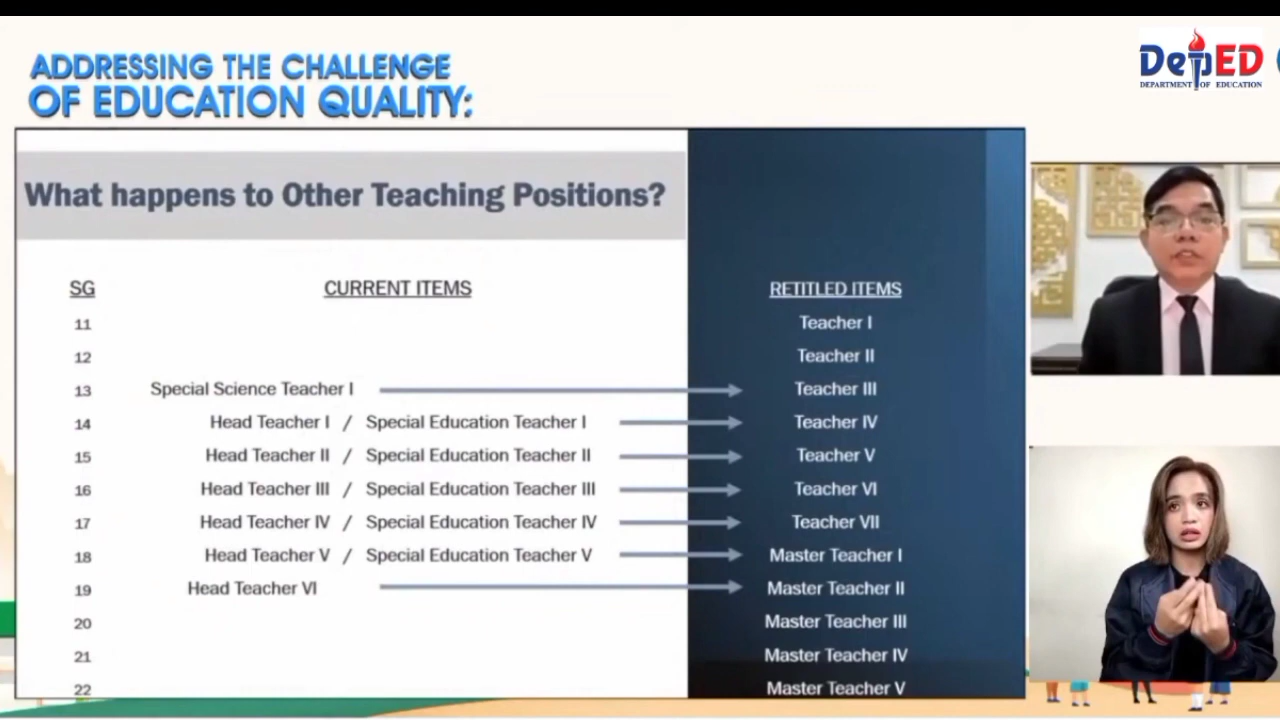 ADDRESSING THE CHALLENGE
OF EDUCATION QUALITY:
DepED
DEPARTMENT OF EDUCATION
What happens to Other Teaching Positions?
SG CURRENT ITEMS RETITLED ITEMS
11 Teacher I
12 Teacher II
13 Special Science Teacher I Teacher III
14 Head Teacher I / Special Education Teacher I Teacher IV
15 Head Teacher II / Special Education Teacher II Teacher V
16 Head Teacher III / Special Education Teacher III Teacher VI
17 Head Teacher IV / Special Education Teacher IV Teacher VII
18 Head Teacher V / Special Education Teacher V Master Teacher I
19 Head Teacher VI Master Teacher II
20 Master Teacher III
21 Master Teacher IV
22 Master Teacher V